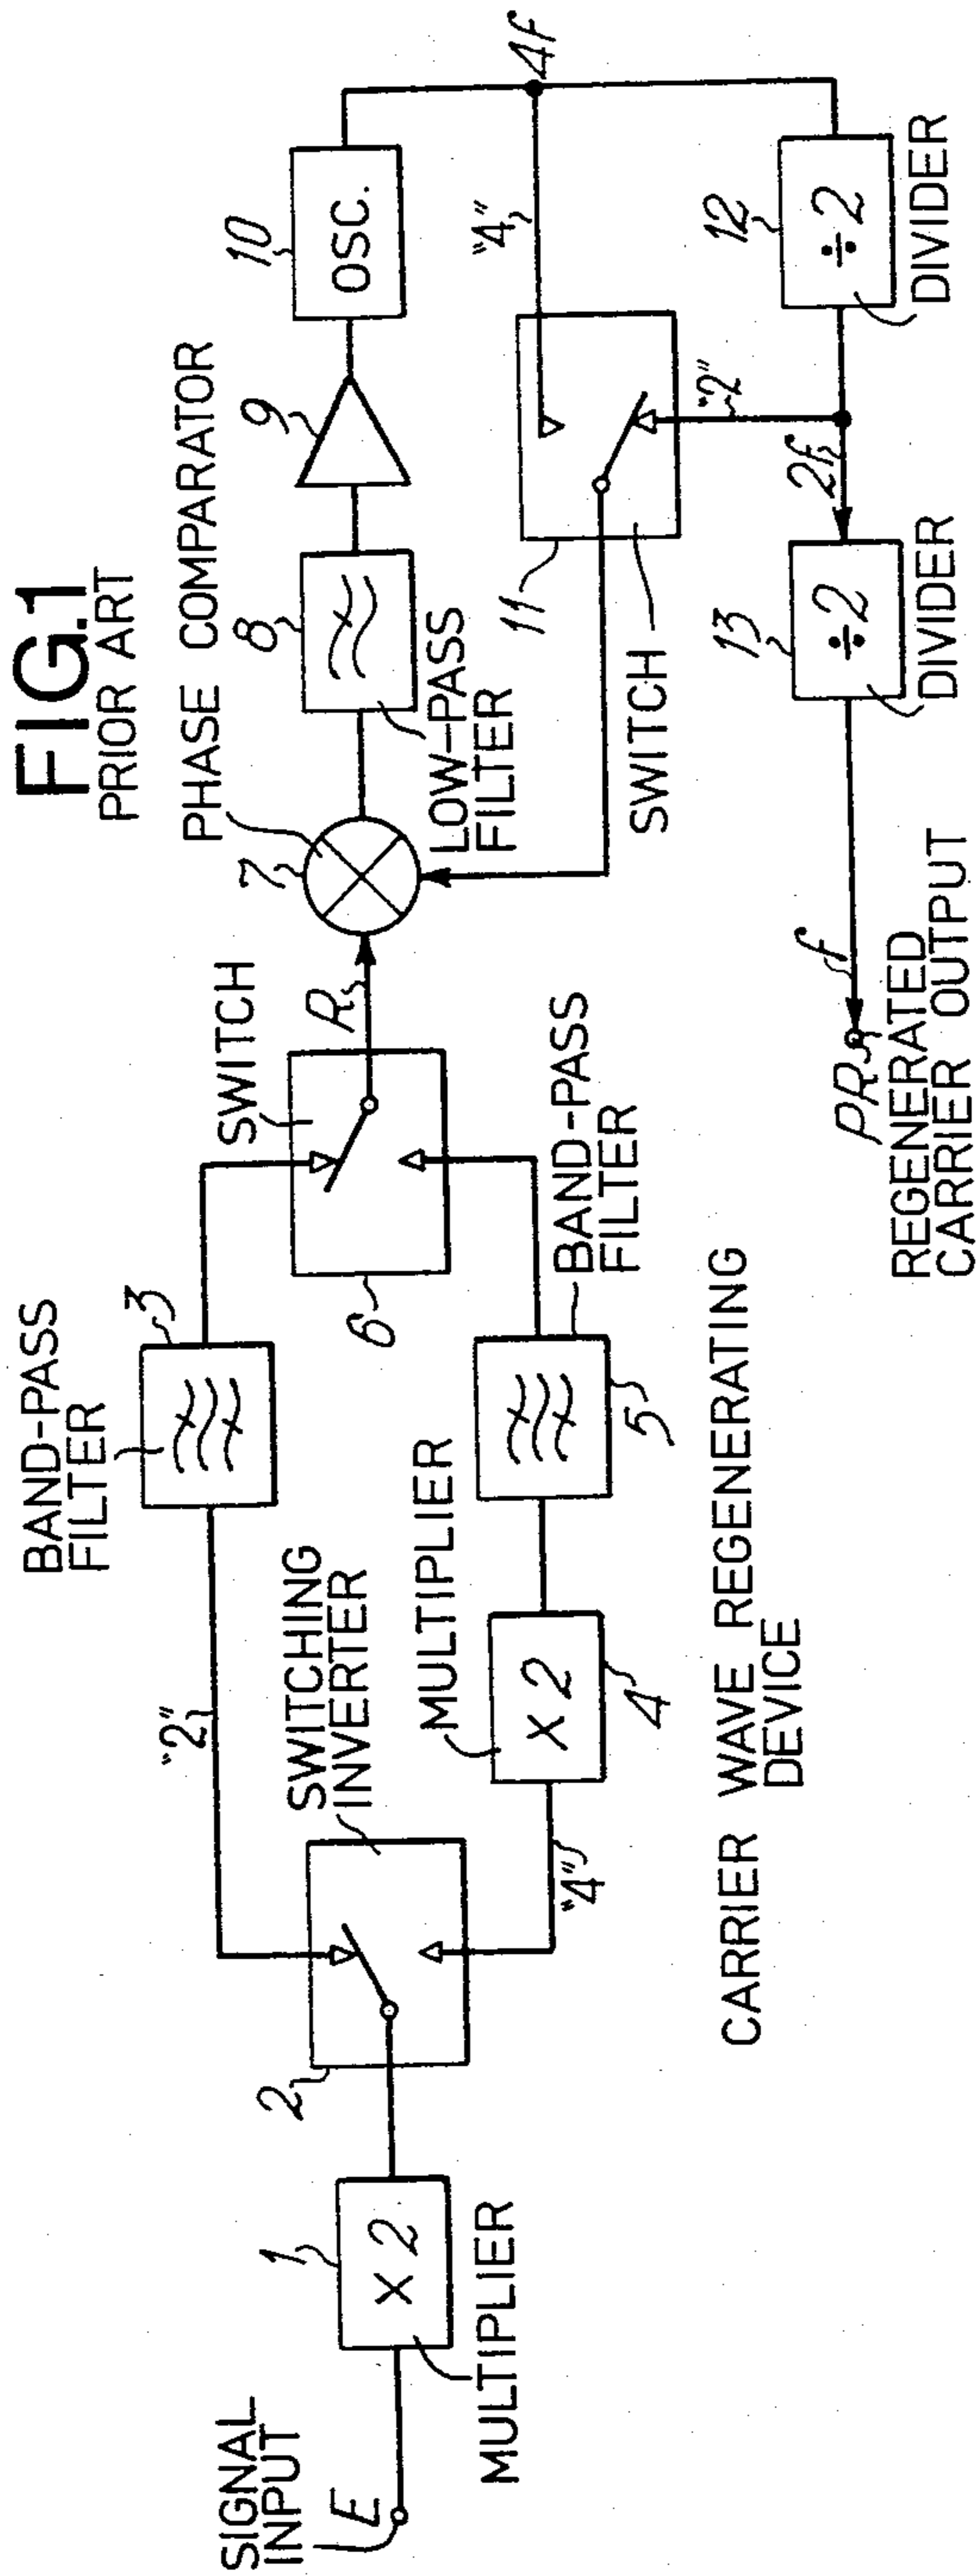 FIG.1
PRIOR ART
SIGNAL
INPUT
E
1
X 2
MULTIPLIER
2
SWITCHING
INVERTER
"2"
"4"
BAND-PASS
FILTER
3
MULTIPLIER
X 2
4
5
BAND-PASS
FILTER
SWITCH
6
R
7
PHASE COMPARATOR
8
LOW-PASS
FILTER
9
10
OSC.
4f
"4"
11
SWITCH
"2"
12
÷2
DIVIDER
2f
13
÷2
DIVIDER
f
PR
REGENERATED
CARRIER OUTPUT
CARRIER WAVE REGENERATING
DEVICE